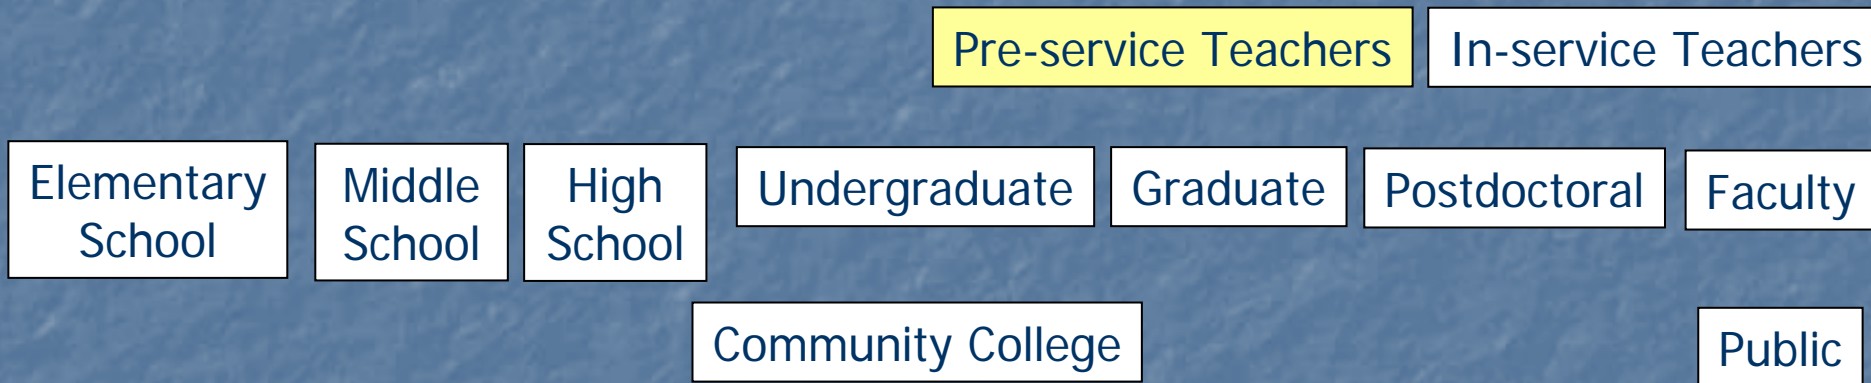 Pre-service Teachers
In-service Teachers
Elementary
School
Middle
School
High
School
Undergraduate
Graduate
Postdoctoral
Faculty
Community College
Public